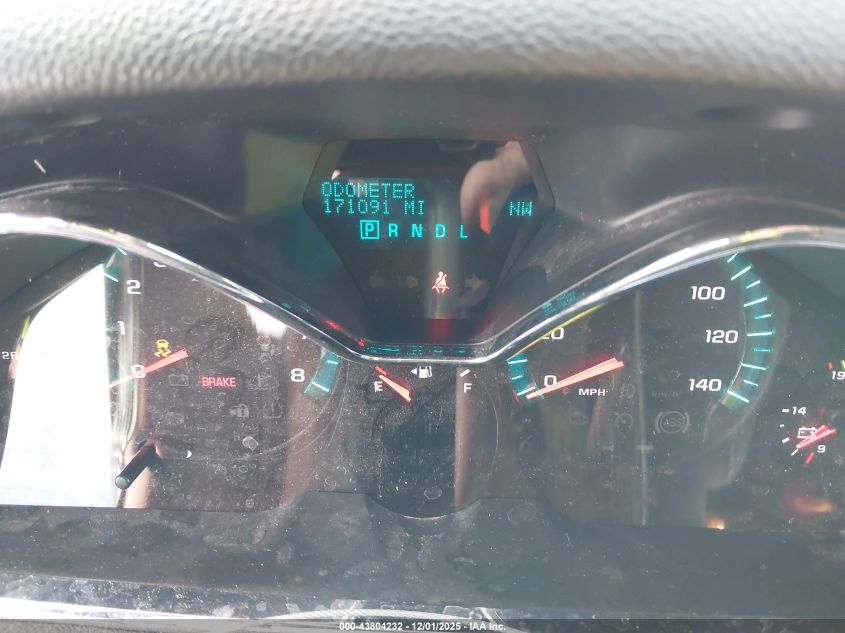 ODOMETER
171091 MI NW
P R N D L
2 100
1 20 120
0 BRAKE 8 E F 0 MPH 140
14
19
9
000-43804232 - 12/01/2025 - IAA Inc.